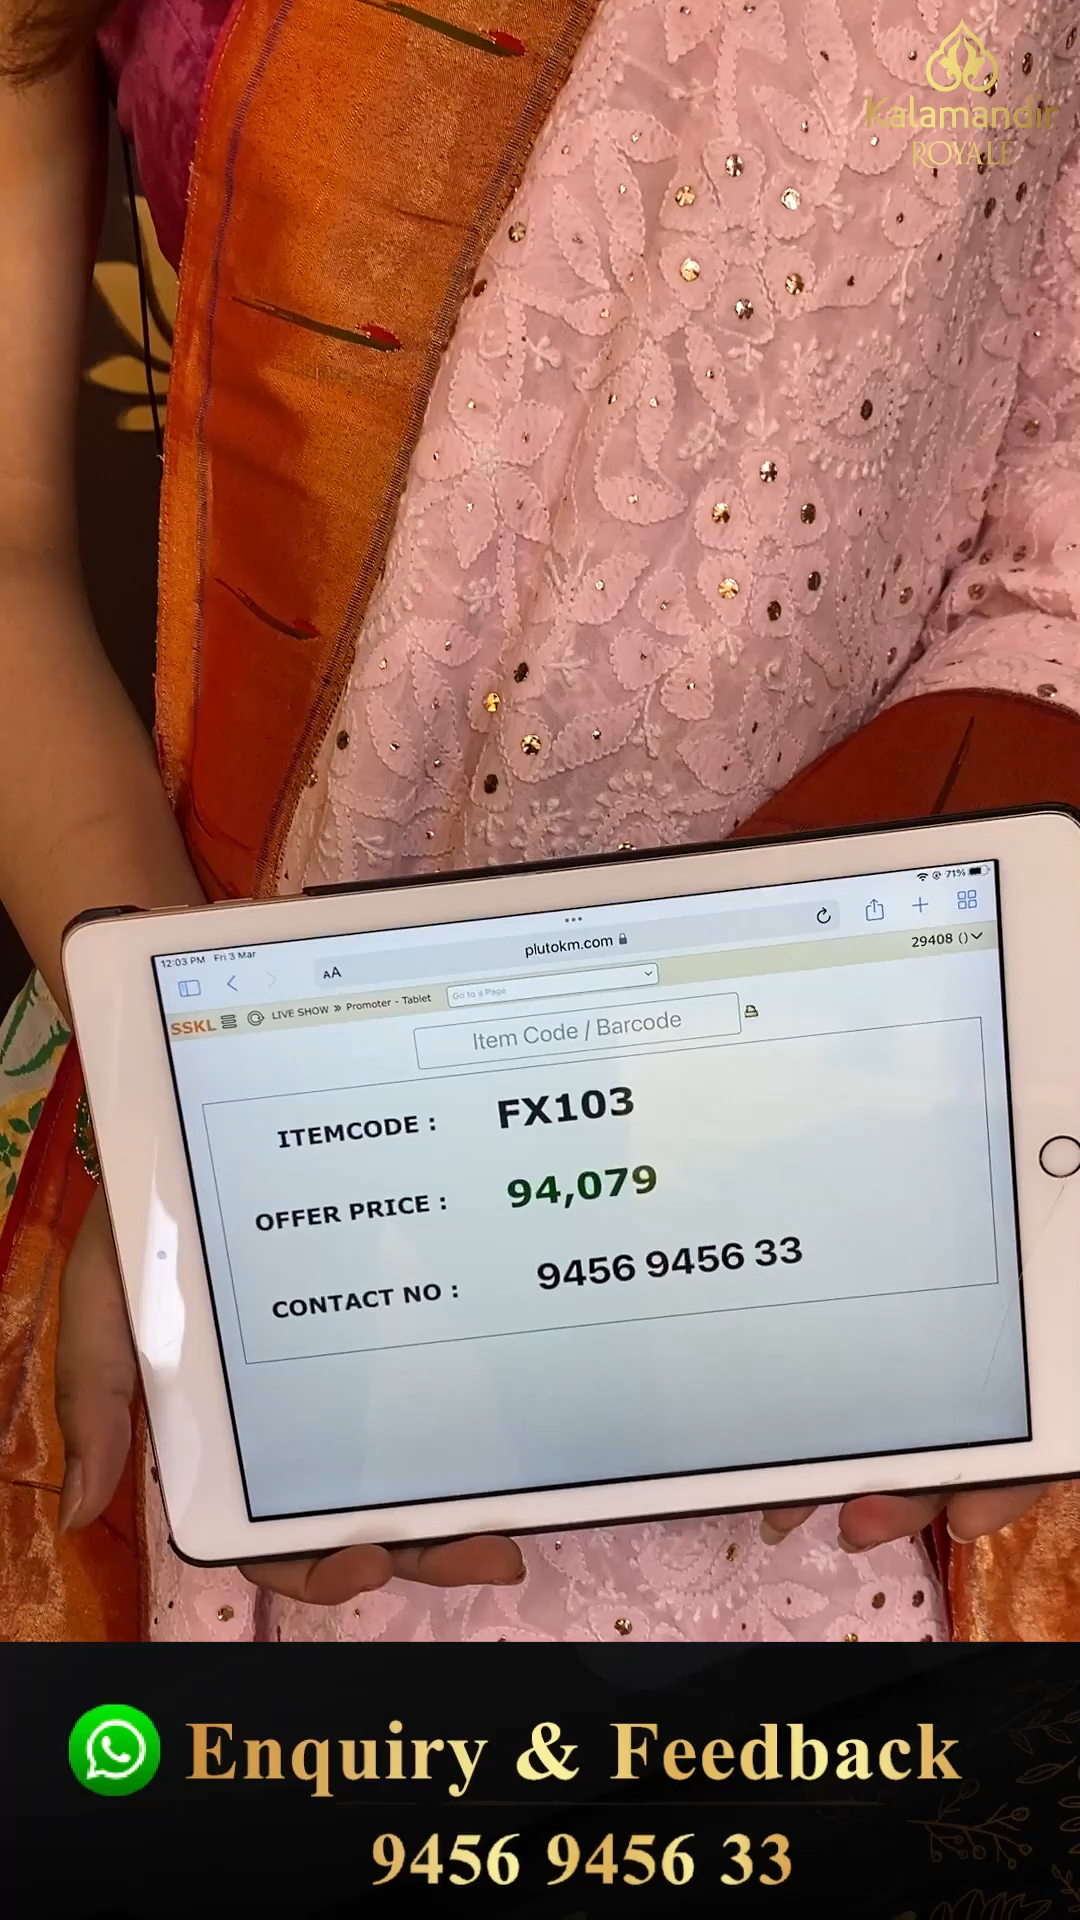 Kalamandir
ROYALE
12:03 PM Fri 3 Mar
71%
AA
plutokm.com
29408 ()
SSKL
LIVE SHOW » Promoter - Tablet
Go to a Page
Item Code / Barcode
ITEMCODE : FX103
OFFER PRICE : 94,079
CONTACT NO : 9456 9456 33
Enquiry & Feedback
9456 9456 33